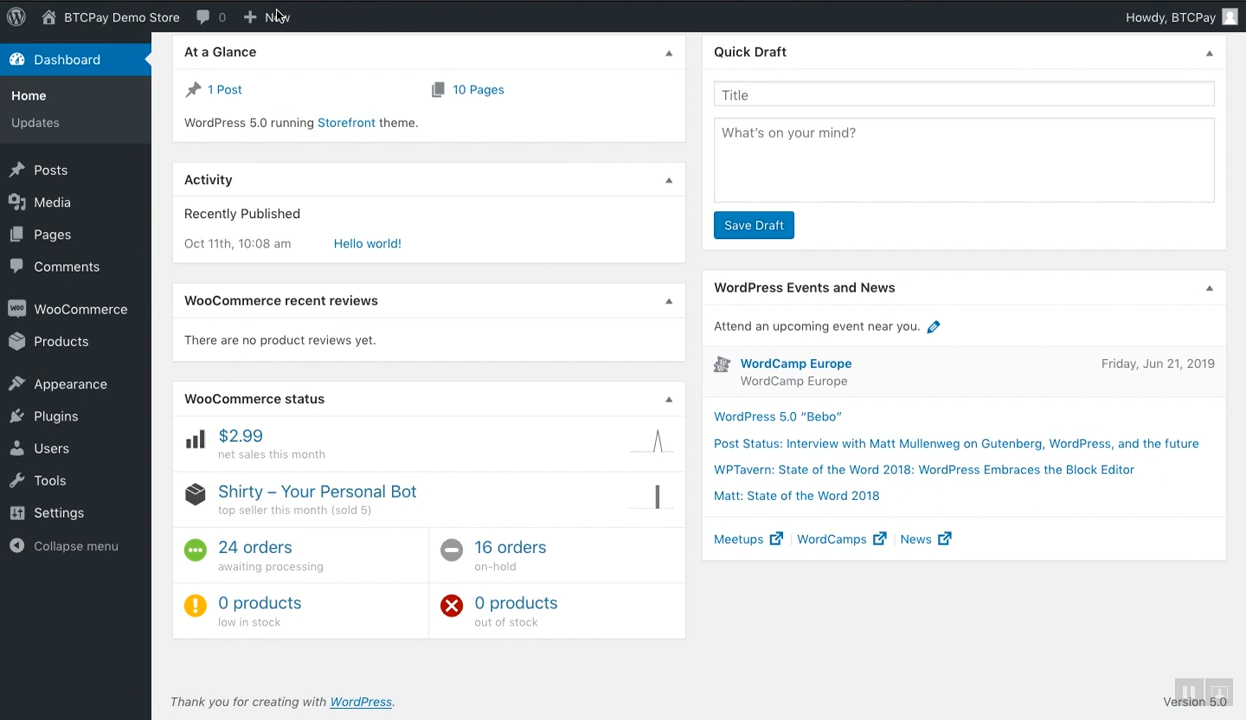 BTCPay Demo Store 0 New Howdy, BTCPay
Dashboard
Home
Updates
Posts
Media
Pages
Comments
WooCommerce
Products
Appearance
Plugins
Users
Tools
Settings
Collapse menu
At a Glance
1 Post 10 Pages
WordPress 5.0 running Storefront theme.
Activity
Recently Published
Oct 11th, 10:08 am Hello world!
WooCommerce recent reviews
There are no product reviews yet.
WooCommerce status
$2.99
net sales this month
Shirty – Your Personal Bot
top seller this month (sold 5)
24 orders
awaiting processing
16 orders
on-hold
0 products
low in stock
0 products
out of stock
Quick Draft
Title
What's on your mind?
Save Draft
WordPress Events and News
Attend an upcoming event near you.
WordCamp Europe Friday, Jun 21, 2019
WordCamp Europe
WordPress 5.0 “Bebo”
Post Status: Interview with Matt Mullenweg on Gutenberg, WordPress, and the future
WPTavern: State of the Word 2018: WordPress Embraces the Block Editor
Matt: State of the Word 2018
Meetups WordCamps News
Thank you for creating with WordPress. Version 5.0